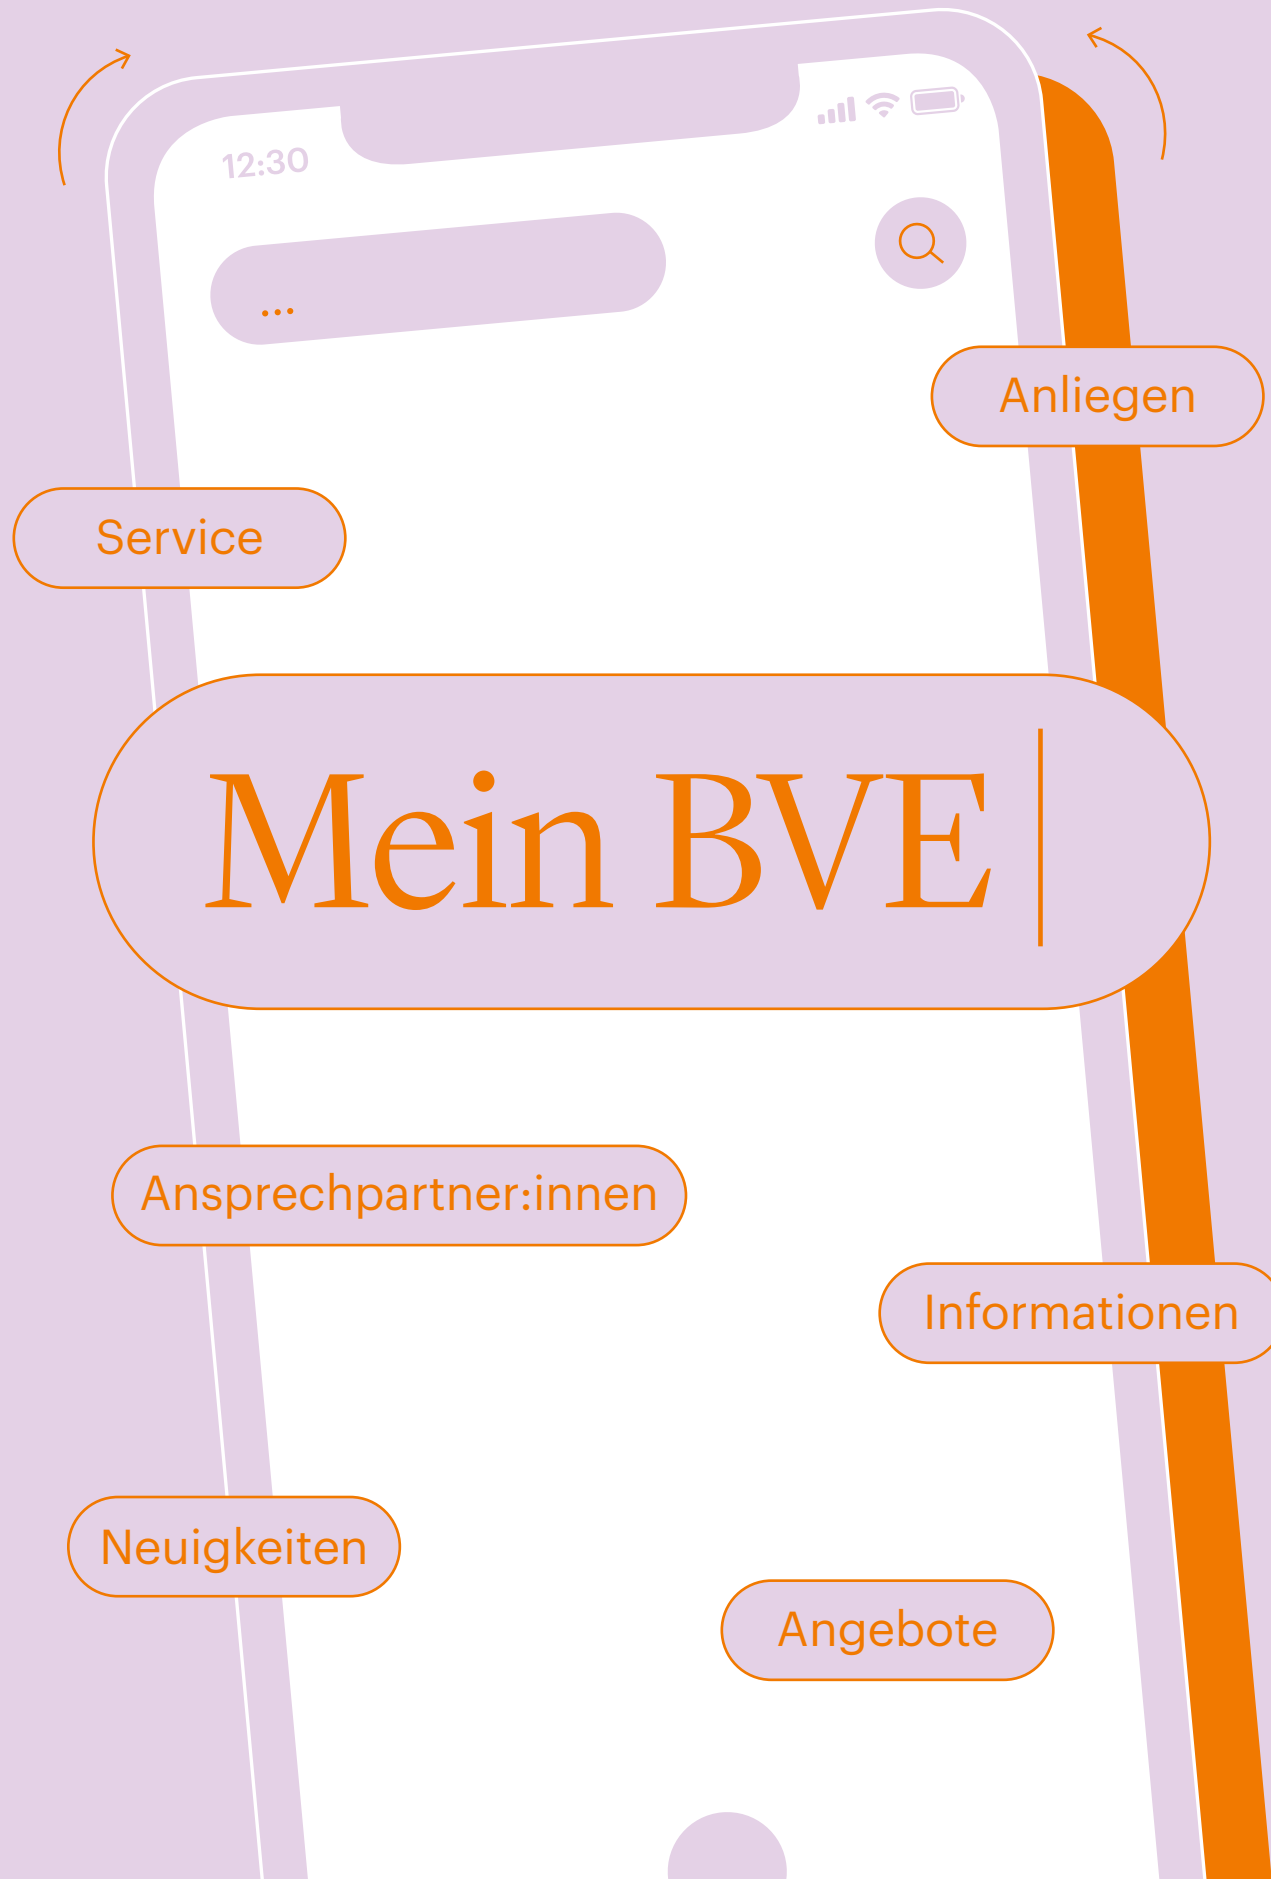 12:30
...
Anliegen
Service
Mein BVE
Ansprechpartner:innen
Informationen
Neuigkeiten
Angebote